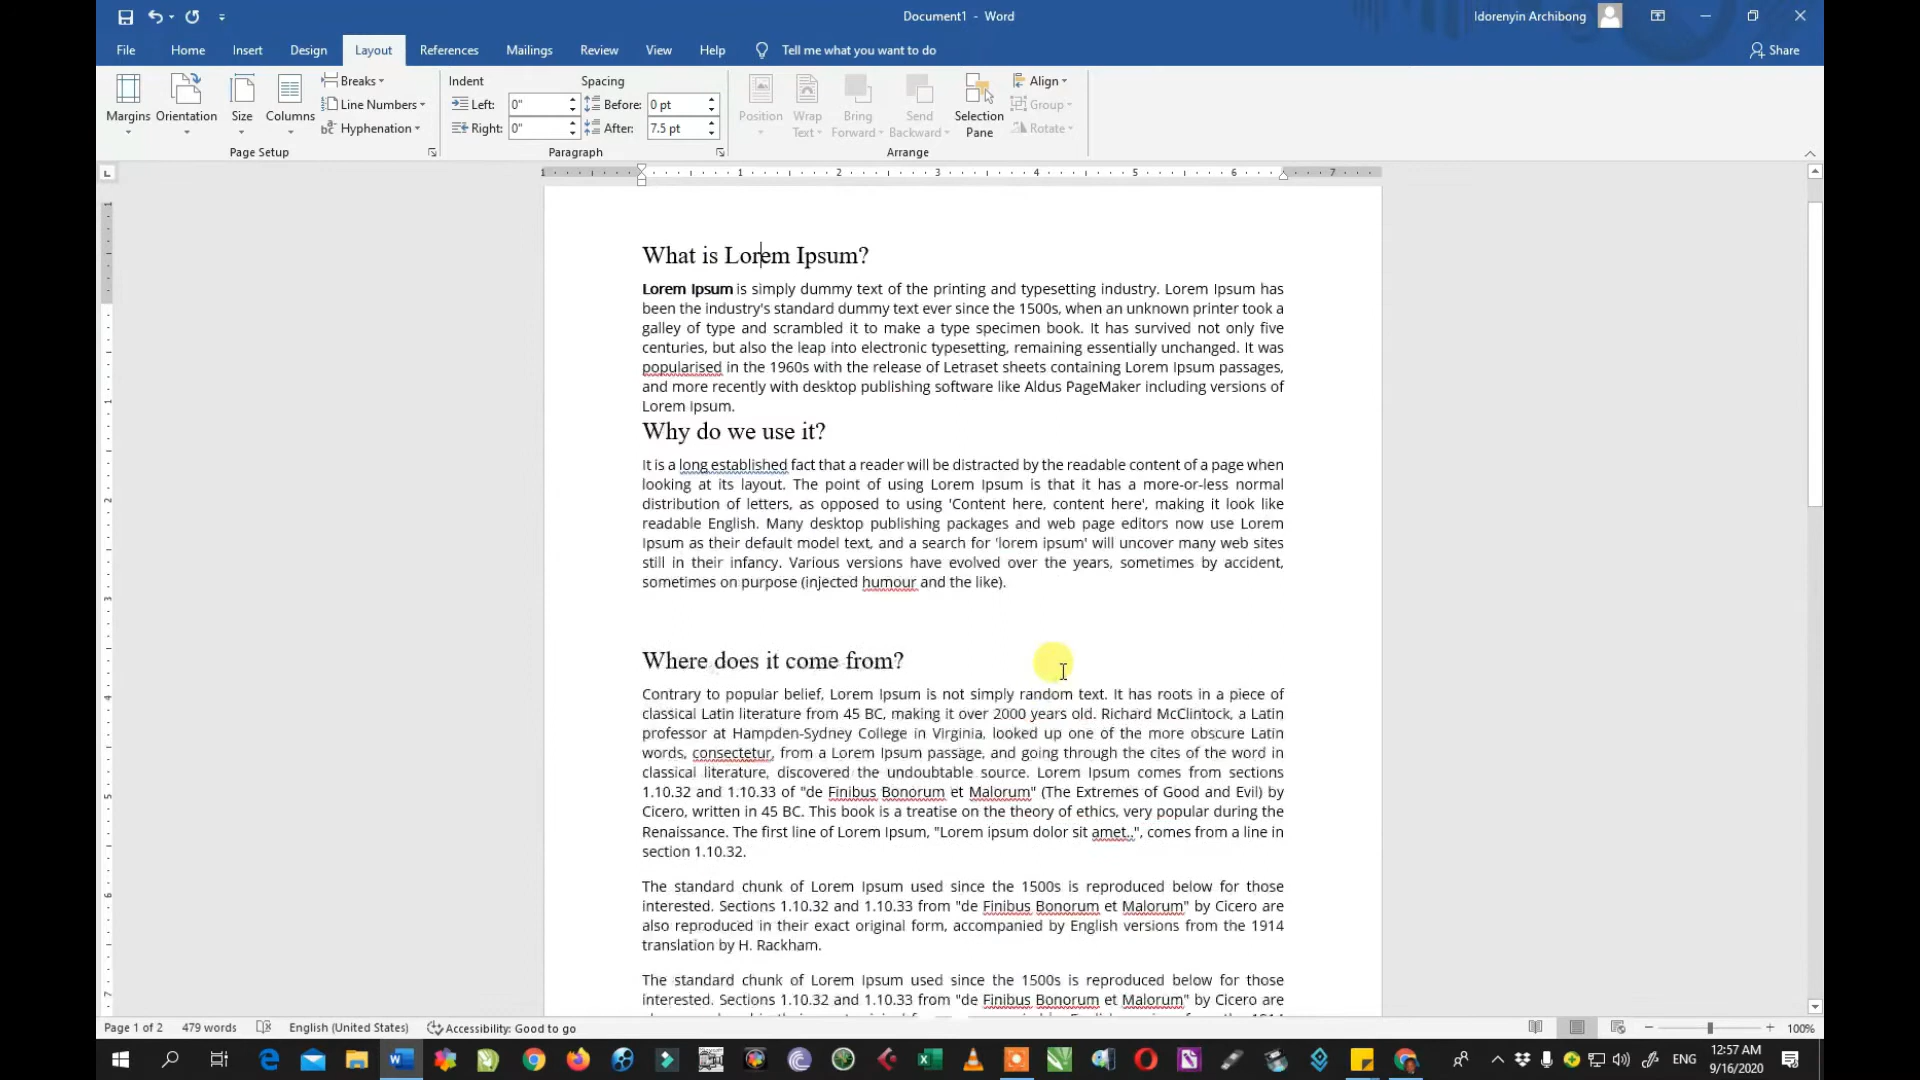 Document1 - Word
Idorenyin Archibong
File Home Insert Design Layout References Mailings Review View Help Tell me what you want to do Share
Margins Orientation Size Columns
Breaks
Line Numbers
Hyphenation
Page Setup
Indent Spacing
Left: 0" Before: 0 pt
Right: 0" After: 7.5 pt
Paragraph
Position Wrap Text Bring Forward Send Backward Selection Pane
Align
Group
Rotate
Arrange
1 1 2 3 4 5 6 7
What is Lorem Ipsum?
Lorem Ipsum is simply dummy text of the printing and typesetting industry. Lorem Ipsum has
been the industry's standard dummy text ever since the 1500s, when an unknown printer took a
galley of type and scrambled it to make a type specimen book. It has survived not only five
centuries, but also the leap into electronic typesetting, remaining essentially unchanged. It was
popularised in the 1960s with the release of Letraset sheets containing Lorem Ipsum passages,
and more recently with desktop publishing software like Aldus PageMaker including versions of
Lorem Ipsum.
Why do we use it?
It is a long established fact that a reader will be distracted by the readable content of a page when
looking at its layout. The point of using Lorem Ipsum is that it has a more-or-less normal
distribution of letters, as opposed to using 'Content here, content here', making it look like
readable English. Many desktop publishing packages and web page editors now use Lorem
Ipsum as their default model text, and a search for 'lorem ipsum' will uncover many web sites
still in their infancy. Various versions have evolved over the years, sometimes by accident,
sometimes on purpose (injected humour and the like).
Where does it come from?
Contrary to popular belief, Lorem Ipsum is not simply random text. It has roots in a piece of
classical Latin literature from 45 BC, making it over 2000 years old. Richard McClintock, a Latin
professor at Hampden-Sydney College in Virginia, looked up one of the more obscure Latin
words, consectetur, from a Lorem Ipsum passage, and going through the cites of the word in
classical literature, discovered the undoubtable source. Lorem Ipsum comes from sections
1.10.32 and 1.10.33 of "de Finibus Bonorum et Malorum" (The Extremes of Good and Evil) by
Cicero, written in 45 BC. This book is a treatise on the theory of ethics, very popular during the
Renaissance. The first line of Lorem Ipsum, "Lorem ipsum dolor sit amet..", comes from a line in
section 1.10.32.
The standard chunk of Lorem Ipsum used since the 1500s is reproduced below for those
interested. Sections 1.10.32 and 1.10.33 from "de Finibus Bonorum et Malorum" by Cicero are
also reproduced in their exact original form, accompanied by English versions from the 1914
translation by H. Rackham.
The standard chunk of Lorem Ipsum used since the 1500s is reproduced below for those
interested. Sections 1.10.32 and 1.10.33 from "de Finibus Bonorum et Malorum" by Cicero are
Page 1 of 2 479 words English (United States) Accessibility: Good to go 100%
ENG 12:57 AM
9/16/2020